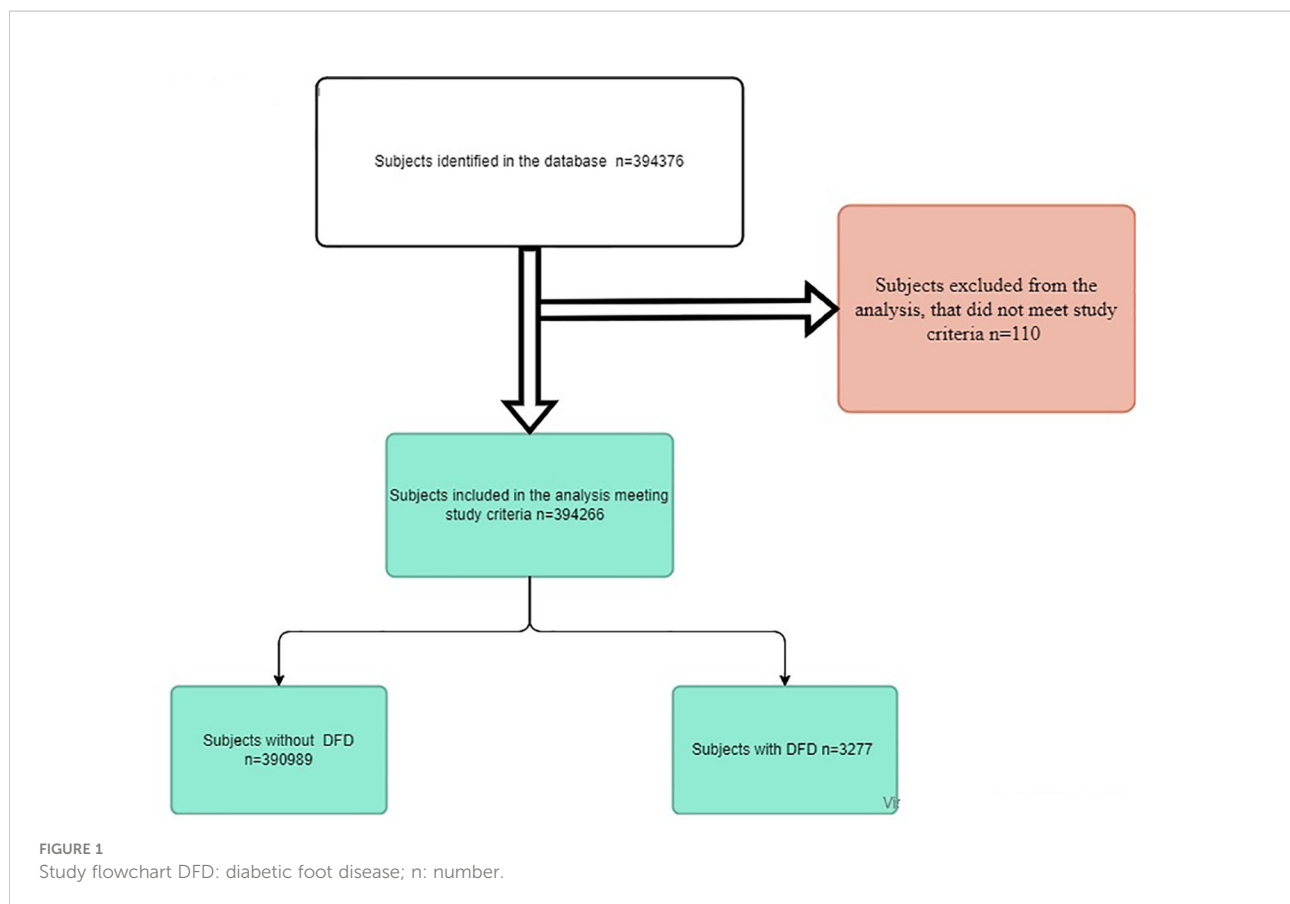 Subjects identified in the database n=394376
Subjects excluded from the
analysis, that did not meet study
criteria n=110
Subjects included in the analysis meeting
study criteria n=394266
Subjects without DFD
n=390989
Subjects with DFD n=3277
FIGURE 1
Study flowchart DFD: diabetic foot disease; n: number.